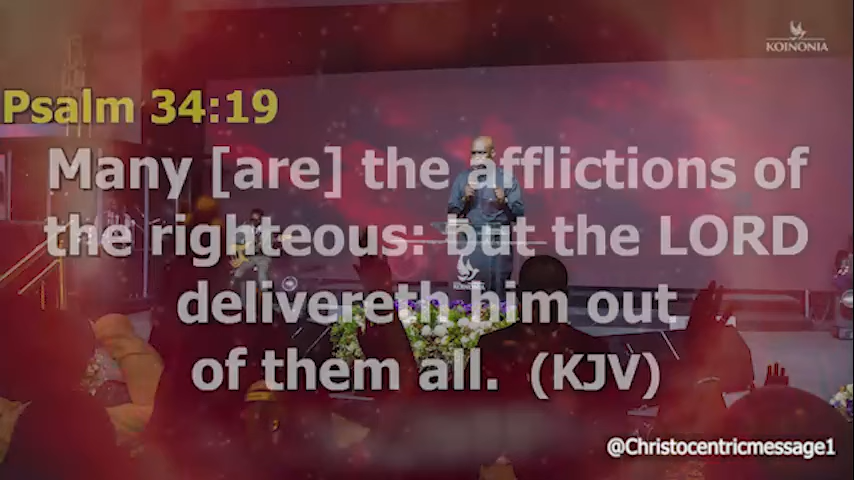 KOINONIA
Psalm 34:19
Many [are] the afflictions of
the righteous: but the LORD
delivereth him out
of them all. (KJV)
KOINONIA
@Christocentricmessage1